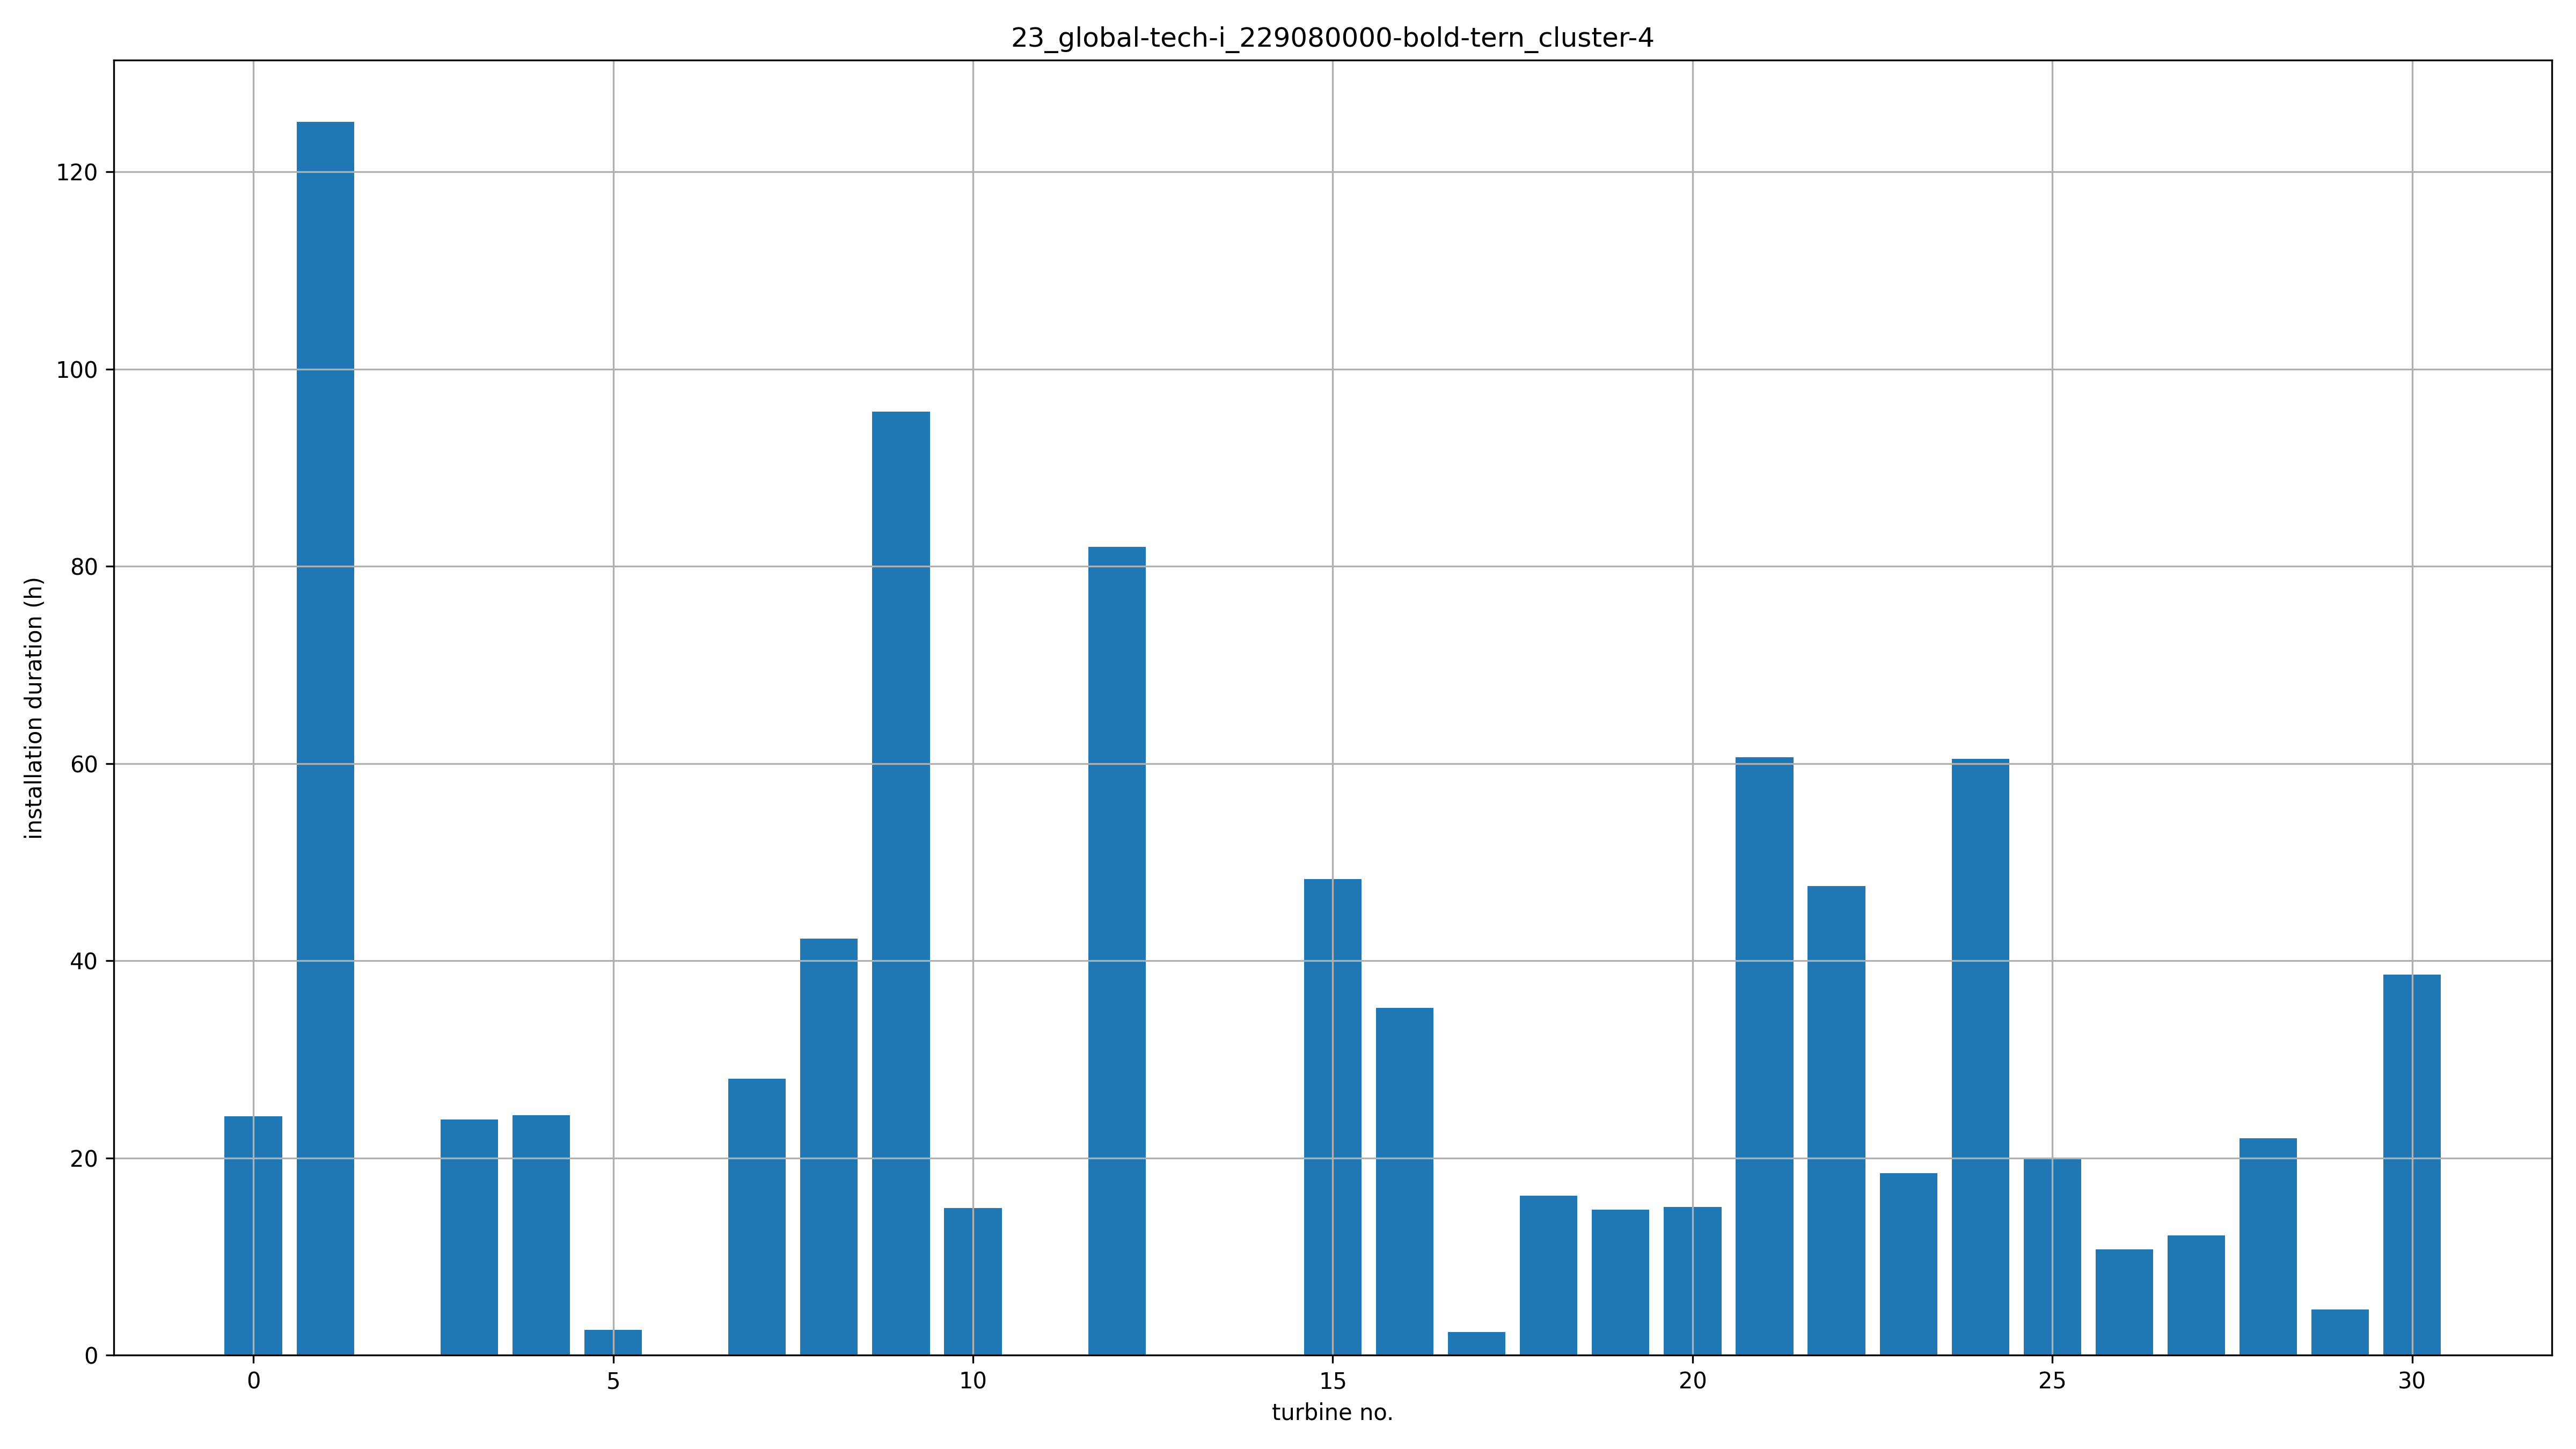 23_global-tech-i_229080000-bold-tern_cluster-4
installation duration (h)
120
100
80
60
40
20
0
0 5 10 15 20 25 30
turbine no.